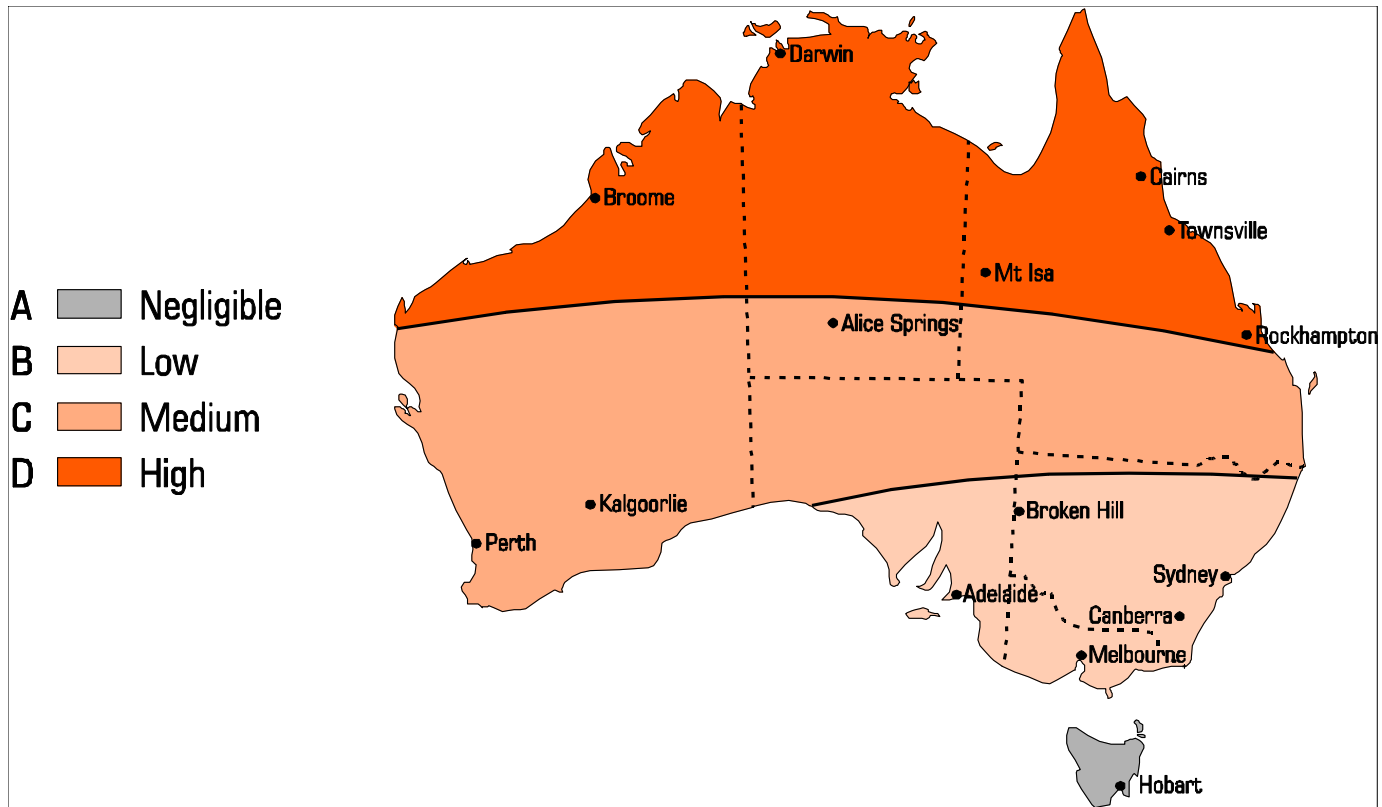 Darwin
Cairns
Broome
Townsville
Mt Isa
A Negligible
Alice Springs
Rockhampton
B Low
C Medium
D High
Kalgoorlie
Broken Hill
Perth
Sydney
Adelaide
Canberra
Melbourne
Hobart